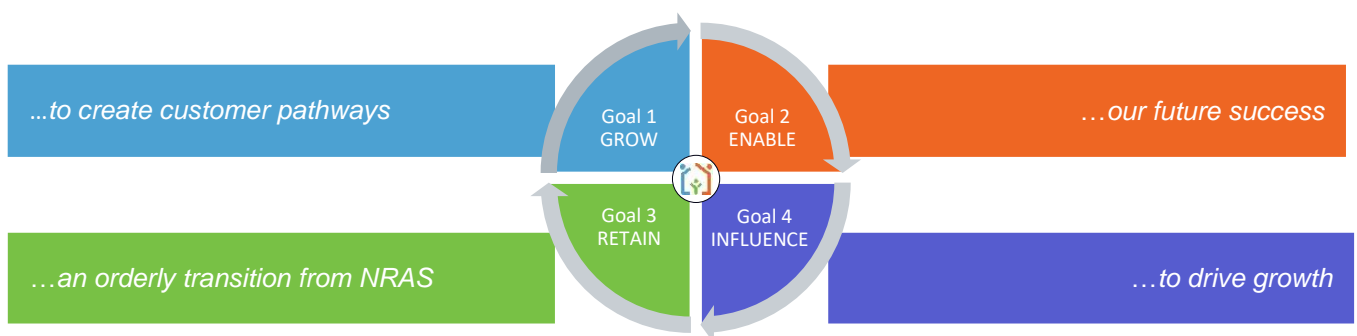 …to create customer pathways
Goal 1
GROW
Goal 2
ENABLE
…our future success
…an orderly transition from NRAS
Goal 3
RETAIN
Goal 4
INFLUENCE
…to drive growth